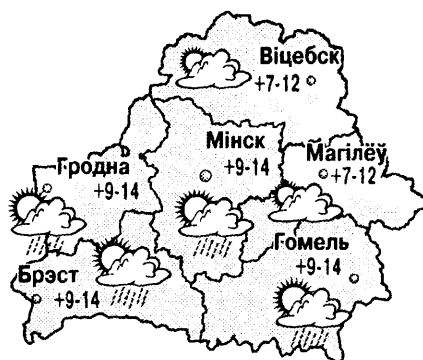 Віцебск
+7-12
Мінск
+9-14
Магілёў
+7-12
Гродна
+9-14
Гомель
+9-14
Брэст
+9-14